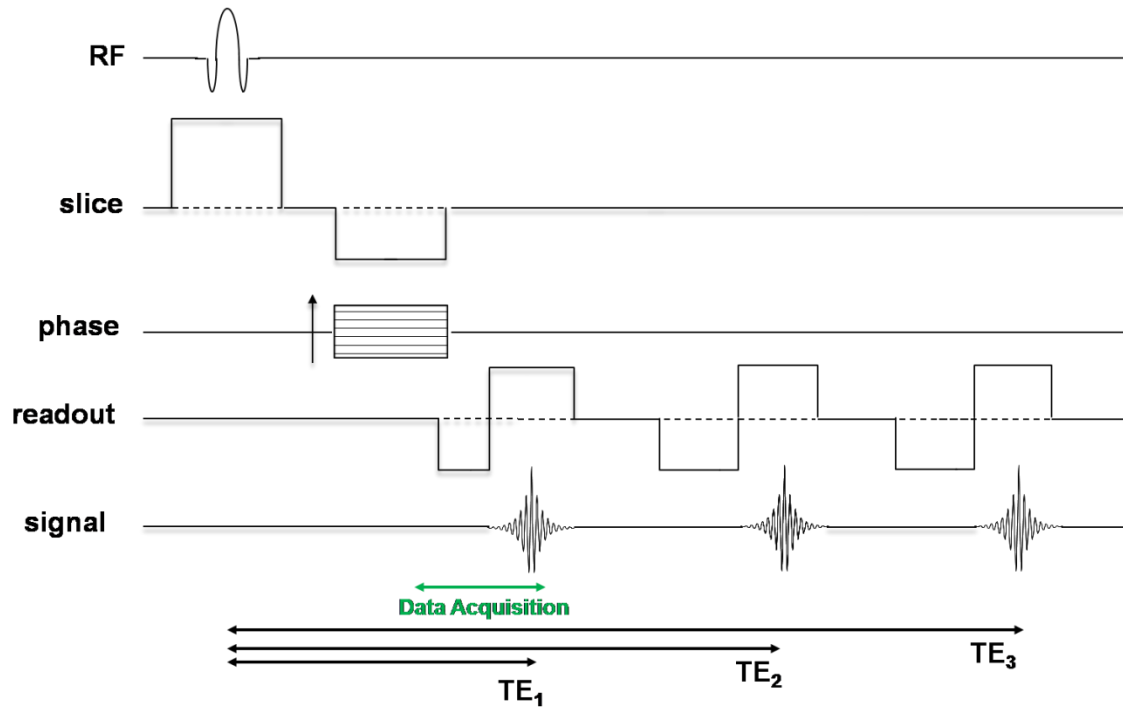 RF
slice
phase
readout
signal
Data Acquisition
TE₃
TE₂
TE₁